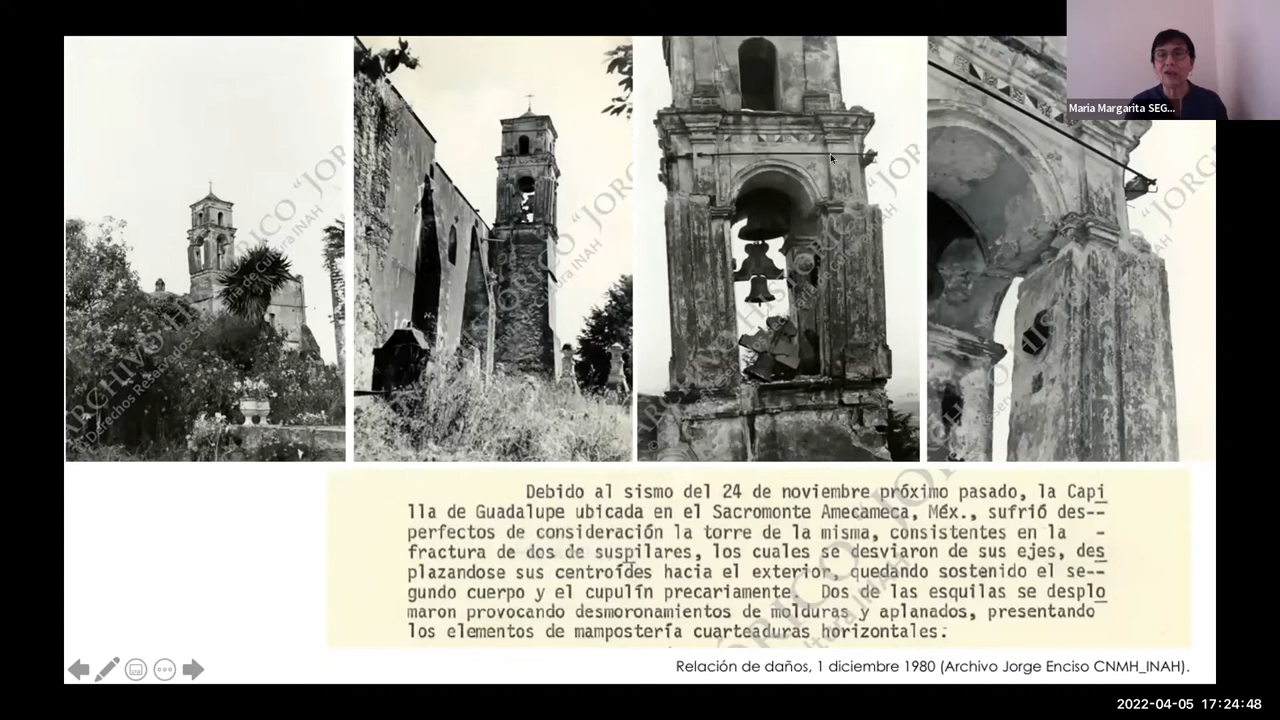 Maria Margarita SEG...
ARCHIVO HISTÓRICO "JOR
Debido al sismo del 24 de noviembre próximo pasado, la Capi
lla de Guadalupe ubicada en el Sacromonte Amecameca, Méx., sufrió des--
perfectos de consideración la torre de la misma, consistentes en la -
fractura de dos de suspilares, los cuales se desviaron de sus ejes, des
plazandose sus centroídes hacia el exterior, quedando sostenido el se--
gundo cuerpo y el cupulín precariamente. Dos de las esquilas se desplo
maron provocando desmoronamientos de molduras y aplanados, presentando
los elementos de mampostería cuarteaduras horizontales.
Relación de daños, 1 diciembre 1980 (Archivo Jorge Enciso CNMH_INAH).
2022-04-05 17:24:48